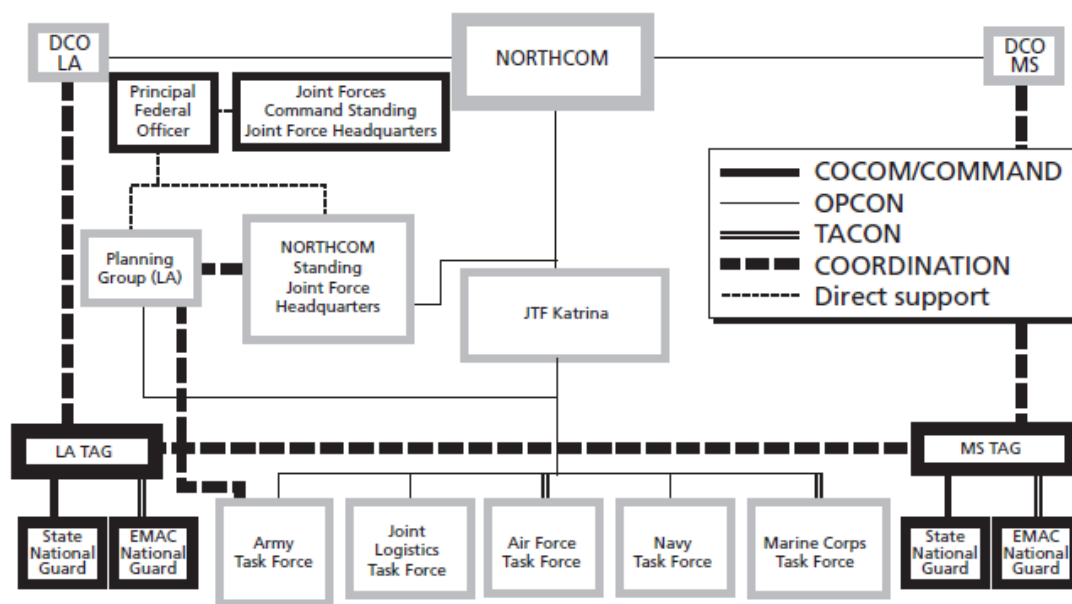 DCO
LA
NORTHCOM
DCO
MS
Principal
Federal
Officer
Joint Forces
Command Standing
Joint Force Headquarters
COCOM/COMMAND
OPCON
TACON
COORDINATION
Direct support
Planning
Group (LA)
NORTHCOM
Standing
Joint Force
Headquarters
JTF Katrina
LA TAG
MS TAG
State
National
Guard
EMAC
National
Guard
Army
Task Force
Joint
Logistics
Task Force
Air Force
Task Force
Navy
Task Force
Marine Corps
Task Force
State
National
Guard
EMAC
National
Guard